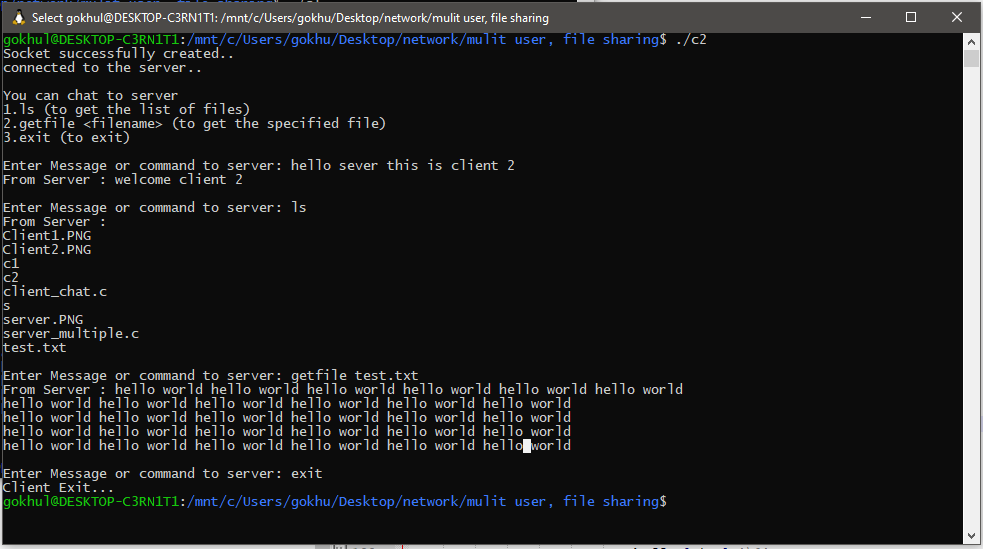 Select gokhul@DESKTOP-C3RN1T1: /mnt/c/Users/gokhu/Desktop/network/mulit user, file sharing
gokhul@DESKTOP-C3RN1T1:/mnt/c/Users/gokhu/Desktop/network/mulit user, file sharing$ ./c2
Socket successfully created..
connected to the server..
You can chat to server
1.ls (to get the list of files)
2.getfile <filename> (to get the specified file)
3.exit (to exit)
Enter Message or command to server: hello sever this is client 2
From Server : welcome client 2
Enter Message or command to server: ls
From Server :
Client1.PNG
Client2.PNG
c1
c2
client_chat.c
s
server.PNG
server_multiple.c
test.txt
Enter Message or command to server: getfile test.txt
From Server : hello world hello world hello world hello world hello world hello world
hello world hello world hello world hello world hello world hello world
hello world hello world hello world hello world hello world hello world
hello world hello world hello world hello world hello world hello world
hello world hello world hello world hello world hello world hello world
Enter Message or command to server: exit
Client Exit...
gokhul@DESKTOP-C3RN1T1:/mnt/c/Users/gokhu/Desktop/network/mulit user, file sharing$